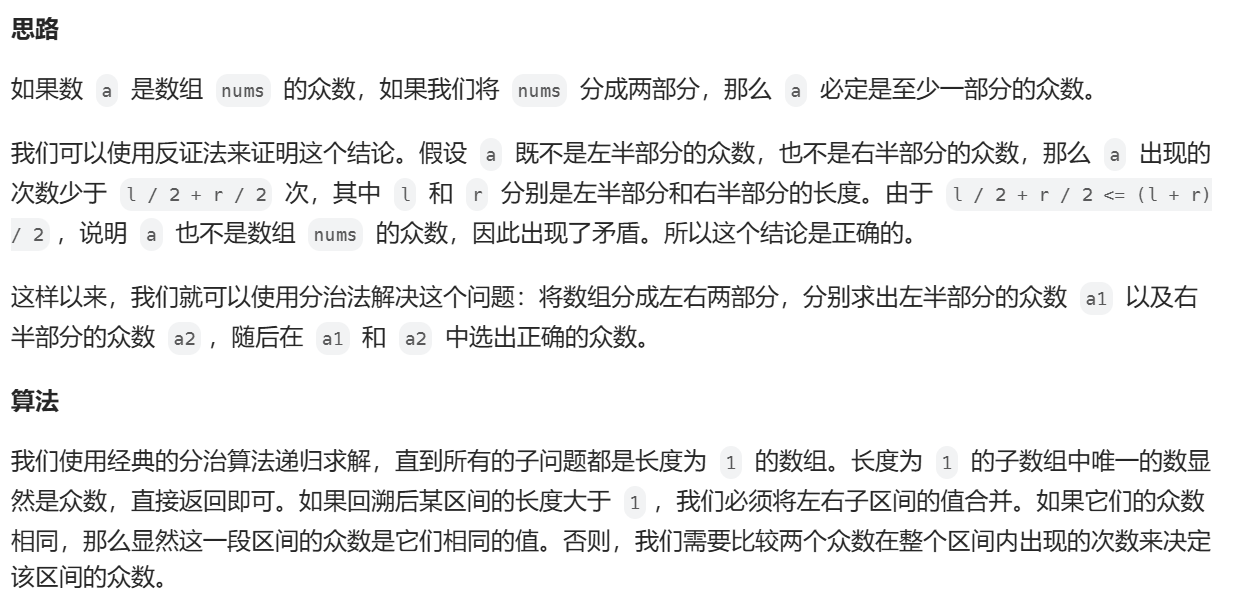 思路
如果数 a 是数组 nums 的众数，如果我们将 nums 分成两部分，那么 a 必定是至少一部分的众数。
我们可以使用反证法来证明这个结论。假设 a 既不是左半部分的众数，也不是右半部分的众数，那么 a 出现的
次数少于 l / 2 + r / 2 次，其中 l 和 r 分别是左半部分和右半部分的长度。由于 l / 2 + r / 2 <= (l + r)
/ 2 ，说明 a 也不是数组 nums 的众数，因此出现了矛盾。所以这个结论是正确的。
这样以来，我们就可以使用分治法解决这个问题：将数组分成左右两部分，分别求出左半部分的众数 a1 以及右
半部分的众数 a2 ，随后在 a1 和 a2 中选出正确的众数。
算法
我们使用经典的分治算法递归求解，直到所有的子问题都是长度为 1 的数组。长度为 1 的子数组中唯一的数显
然是众数，直接返回即可。如果回溯后某区间的长度大于 1 ，我们必须将左右子区间的值合并。如果它们的众数
相同，那么显然这一段区间的众数是它们相同的值。否则，我们需要比较两个众数在整个区间内出现的次数来决定
该区间的众数。